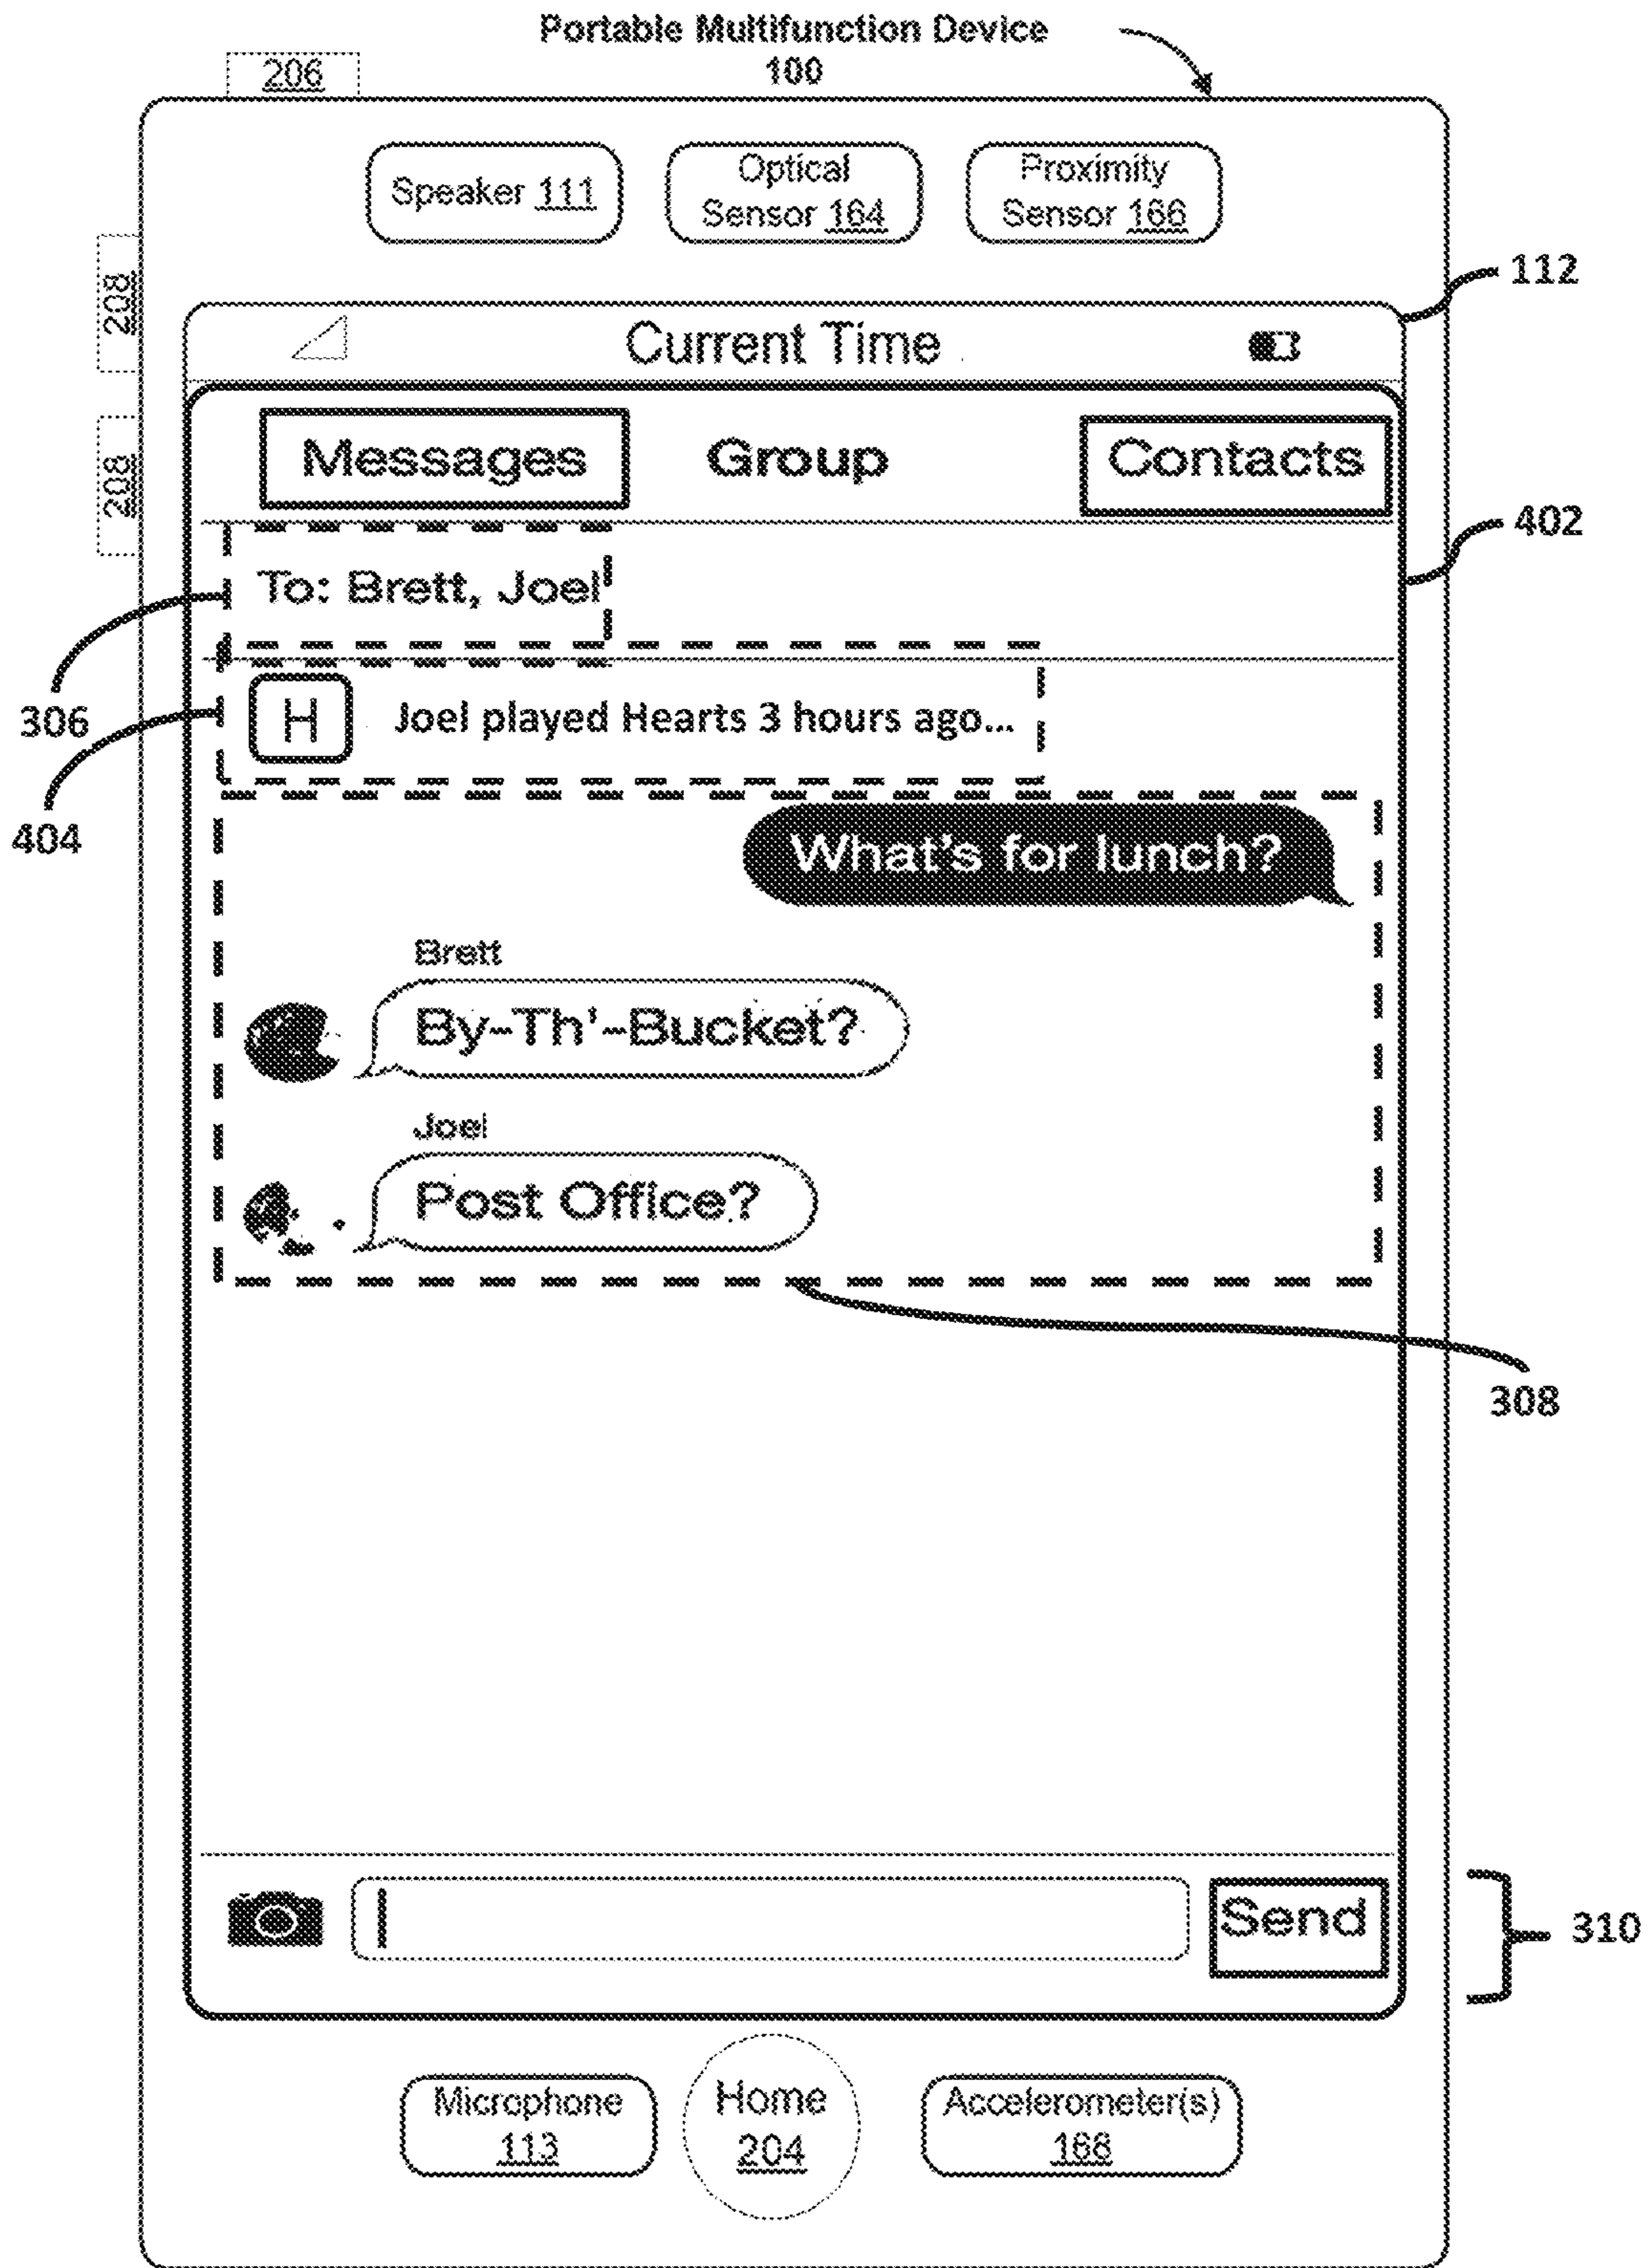 Portable Multifunction Device
100
206
Speaker 111
Optical
Sensor 164
Proximity
Sensor 166
208
112
Current Time
208
Messages
Group
Contacts
402
To: Brett, Joel
306
H
Joel played Hearts 3 hours ago...
404
What's for lunch?
Brett
By-Th'-Bucket?
Joel
Post Office?
308
Send
310
Microphone
113
Home
204
Accelerometer(s)
168